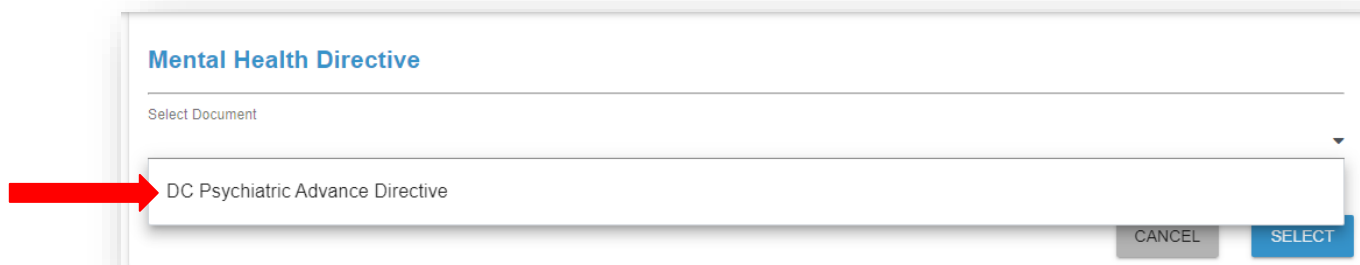 Mental Health Directive
Select Document
DC Psychiatric Advance Directive
CANCEL
SELECT